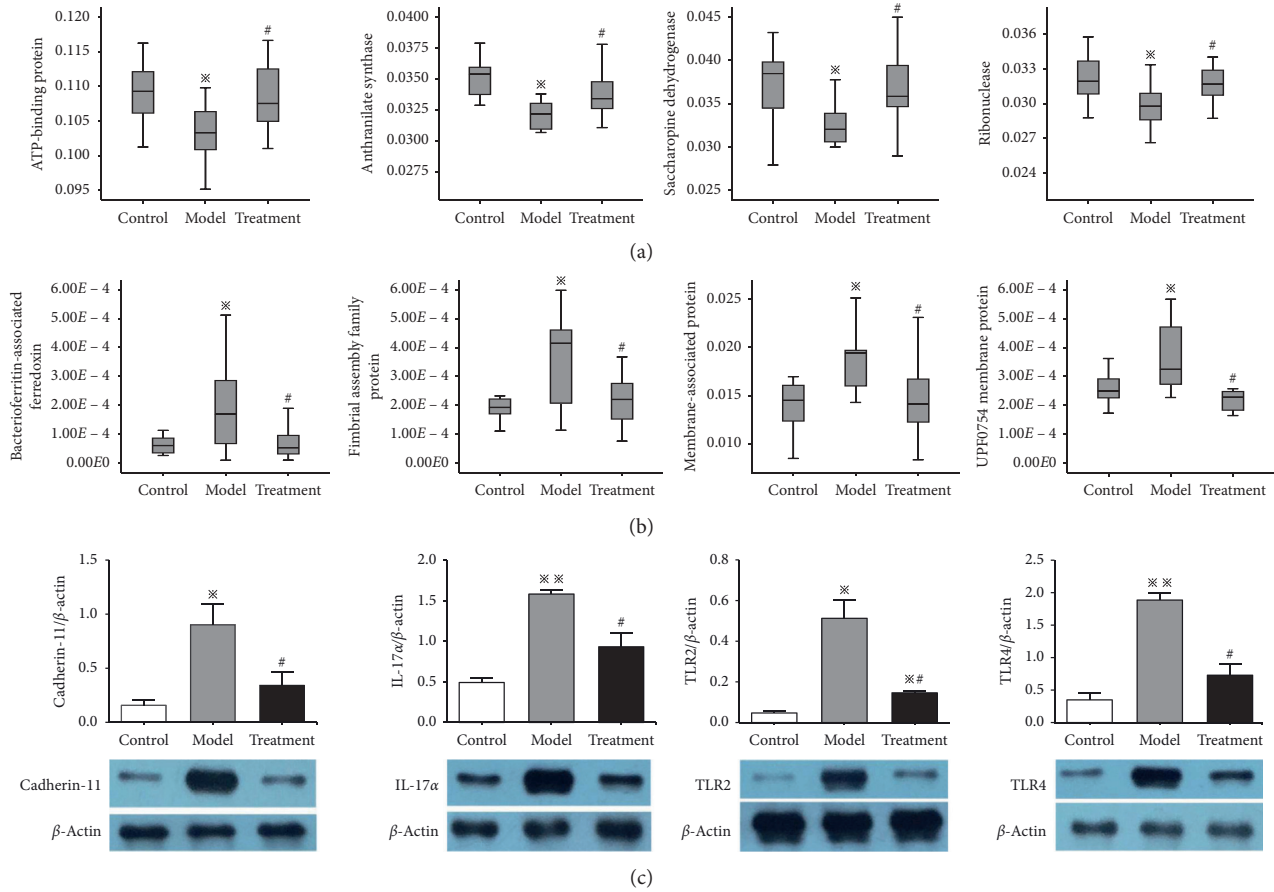 ATP-binding protein
0.120
0.115
0.110
0.105
0.100
0.095
※
#
Control Model Treatment
Anthranilate synthase
0.0400
0.0375
0.0350
0.0325
0.0300
0.0275
※
#
Control Model Treatment
Saccharopine dehydrogenase
0.045
0.040
0.035
0.030
0.025
※
#
Control Model Treatment
Ribonuclease
0.036
0.033
0.030
0.027
0.024
※
#
Control Model Treatment
(a)
Bacterioferritin-associated
ferredoxin
6.00E – 4
5.00E – 4
4.00E – 4
3.00E – 4
2.00E – 4
1.00E – 4
0.00E0
※
#
Control Model Treatment
Fimbrial assembly family
protein
6.00E – 4
5.00E – 4
4.00E – 4
3.00E – 4
2.00E – 4
1.00E – 4
0.00E0
※
#
Control Model Treatment
Membrane-associated protein
0.025
0.020
0.015
0.010
※
#
Control Model Treatment
UPF0754 membrane protein
6.00E – 4
5.00E – 4
4.00E – 4
3.00E – 4
2.00E – 4
1.00E – 4
0.00E0
※
#
Control Model Treatment
(b)
Cadherin-11/β-actin
1.5
1.0
0.5
0.0
※
#
Control Model Treatment
Cadherin-11
β-Actin
IL-17α/β-actin
2.0
1.5
1.0
0.5
0.0
※ ※
#
Control Model Treatment
IL-17α
β-Actin
TLR2/β-actin
0.8
0.6
0.4
0.2
0.0
※
※ #
Control Model Treatment
TLR2
β-Actin
TLR4/β-actin
2.5
2.0
1.5
1.0
0.5
0.0
※ ※
#
Control Model Treatment
TLR4
β-Actin
(c)